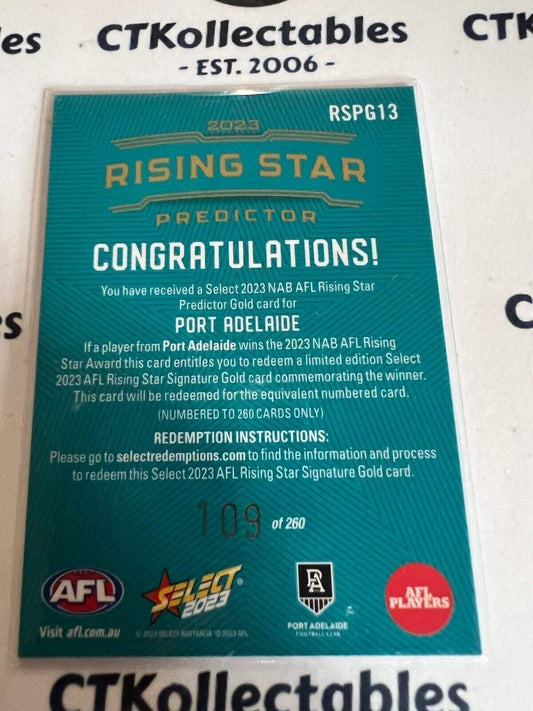 es CTKollectables CTK
- EST. 2006 -
RSPG13
2023
RISING STAR
PREDICTOR
CONGRATULATIONS!
You have received a Select 2023 NAB AFL Rising Star
Predictor Gold card for
PORT ADELAIDE
If a player from Port Adelaide wins the 2023 NAB AFL Rising
Star Award this card entitles you to redeem a limited edition Select
2023 AFL Rising Star Signature Gold card commemorating the winner.
This card will be redeemed for the equivalent numbered card.
(NUMBERED TO 260 CARDS ONLY)
REDEMPTION INSTRUCTIONS:
Please go to selectredemptions.com to find the information and process
to redeem this Select 2023 AFL Rising Star Signature Gold card.
109 of 260
AFL
Visit afl.com.au
SELECT
2023
© 2023 SELECT AUSTRALIA © 2023 AFL
PA
PORT ADELAIDE
FOOTBALL CLUB
AFL
PLAYERS
s
C
CTKollectables